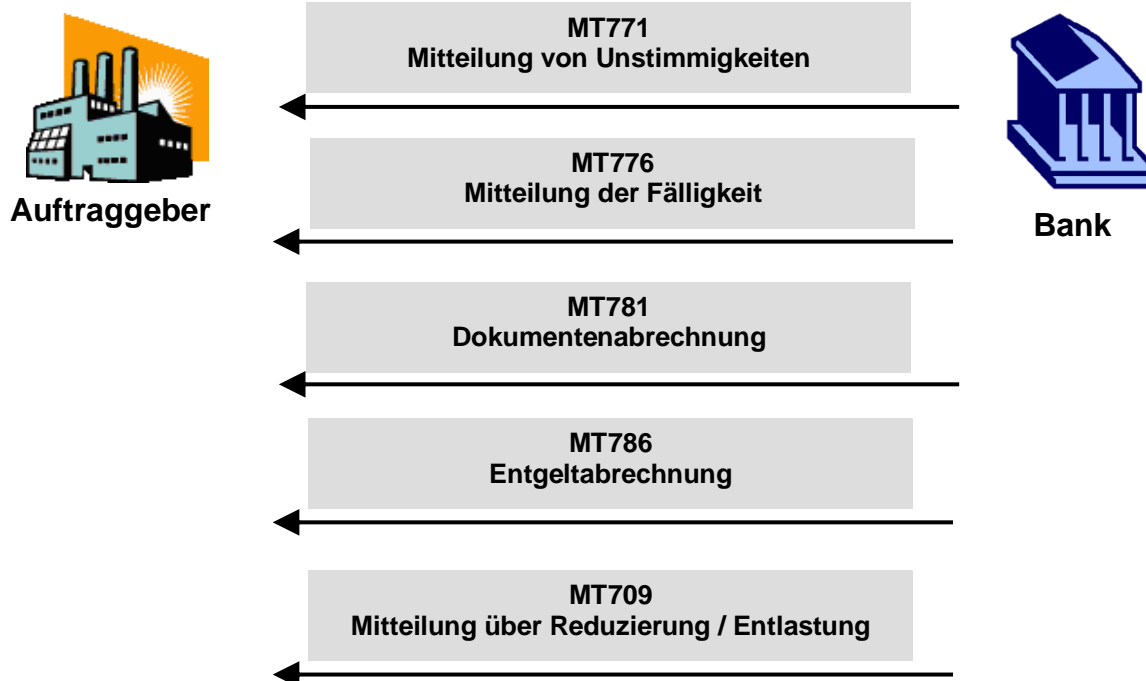 MT771
Mitteilung von Unstimmigkeiten
MT776
Mitteilung der Fälligkeit
Auftraggeber
Bank
MT781
Dokumentenabrechnung
MT786
Entgeltabrechnung
MT709
Mitteilung über Reduzierung / Entlastung